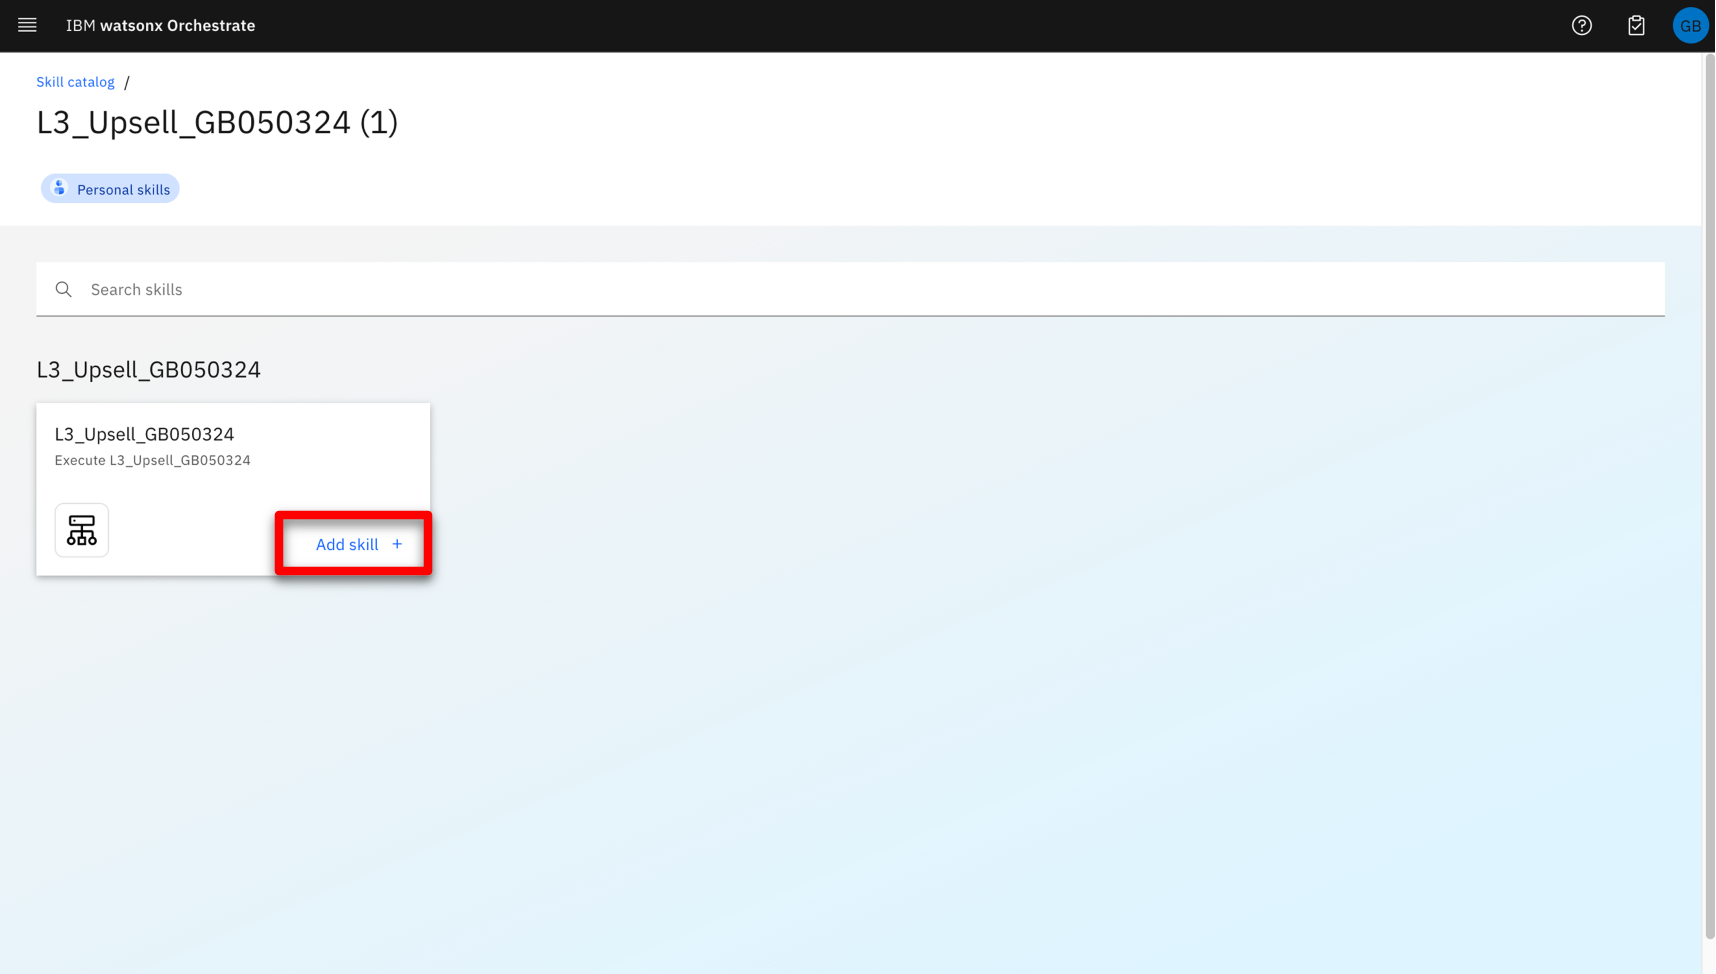 IBM watsonx Orchestrate
GB
Skill catalog /
L3_Upsell_GB050324 (1)
Personal skills
Search skills
L3_Upsell_GB050324
L3_Upsell_GB050324
Execute L3_Upsell_GB050324
Add skill +